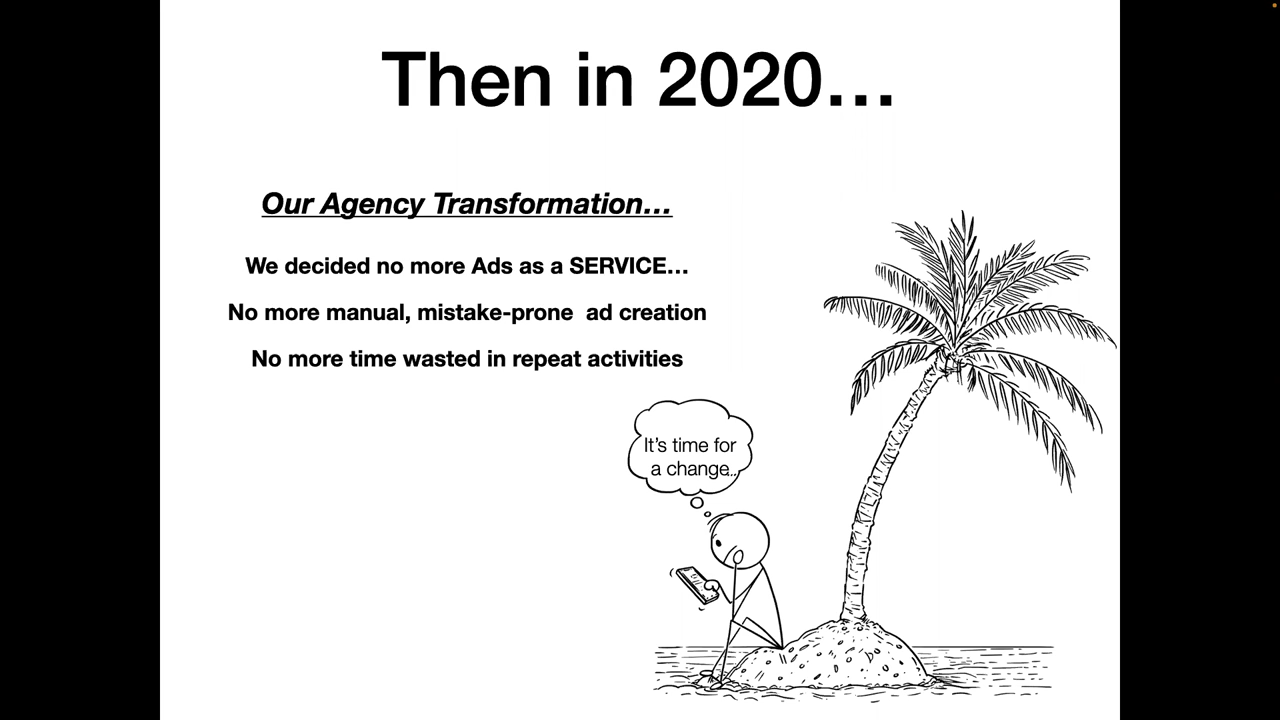 Then in 2020…
Our Agency Transformation…
We decided no more Ads as a SERVICE…
No more manual, mistake-prone  ad creation
No more time wasted in repeat activities
It's time for
a change...